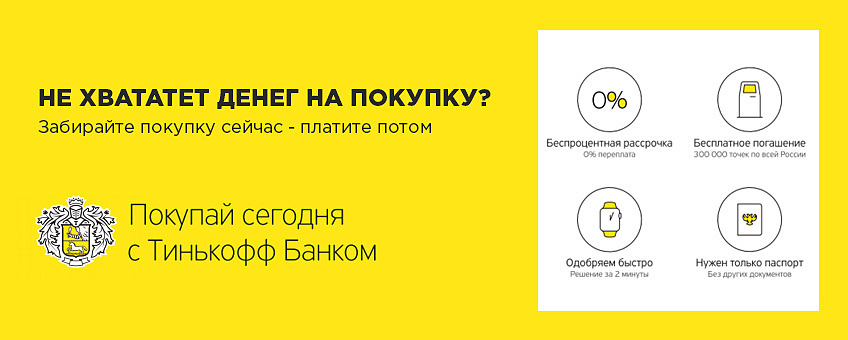 НЕ ХВАТАТЕТ ДЕНЕГ НА ПОКУПКУ?
Забирайте покупку сейчас - платите потом
Покупай сегодня
с Тинькофф Банком
0%
Беспроцентная рассрочка
0% переплата
Бесплатное погашение
300 000 точек по всей России
Одобряем быстро
Решение за 2 минуты
Нужен только паспорт
Без других документов